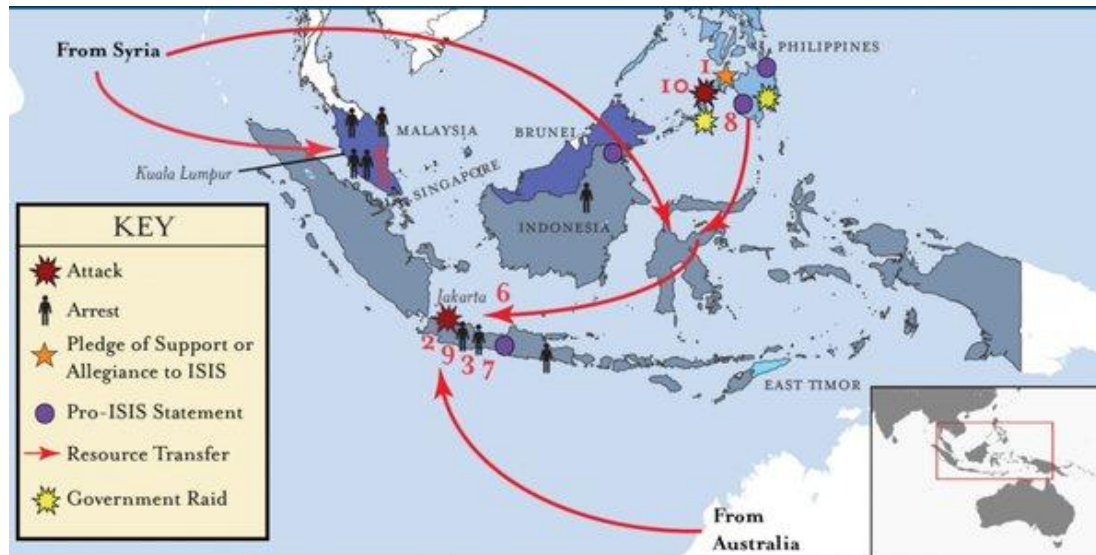 From Syria
PHILIPPINES
1
10
8
MALAYSIA
BRUNEI
Kuala Lumpur
SINGAPORE
INDONESIA
KEY
Attack
Arrest
Pledge of Support or
Allegiance to ISIS
Pro-ISIS Statement
Resource Transfer
Government Raid
Jakarta
6
2 9 3 7
EAST TIMOR
From
Australia